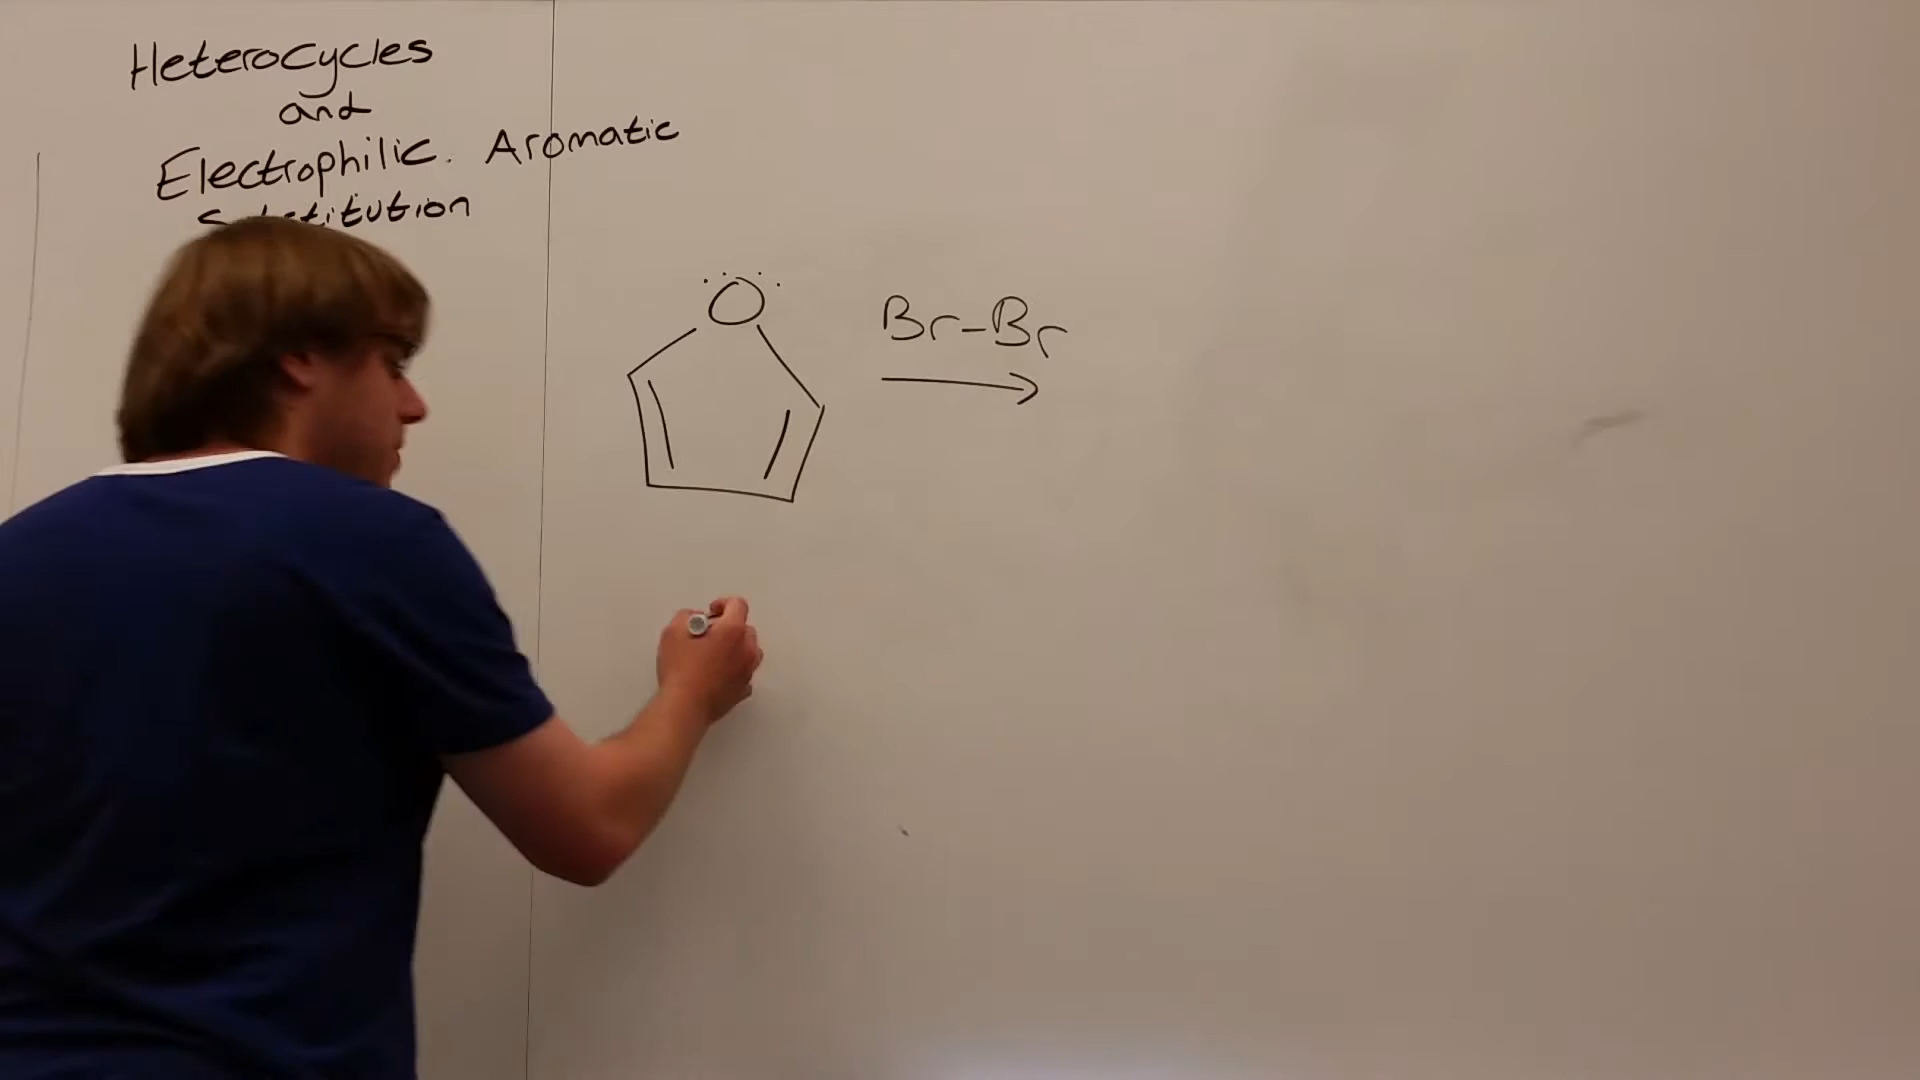 Heterocycles
and
Electrophilic. Aromatic
O
Br-Br